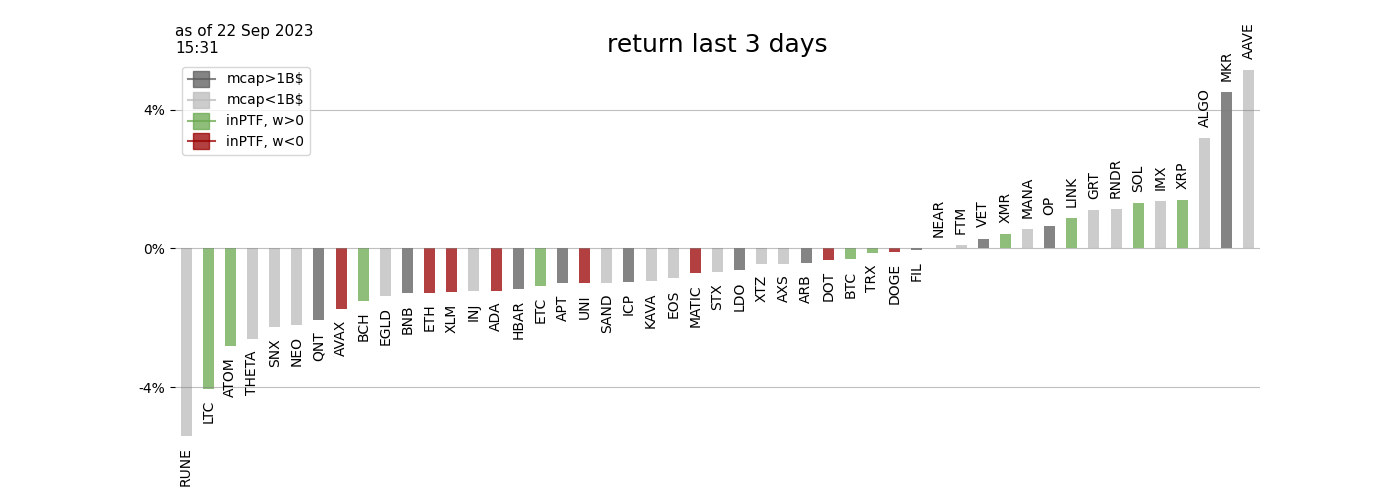 as of 22 Sep 2023
15:31
return last 3 days
mcap>1B$
mcap<1B$
inPTF, w>0
inPTF, w<0
4%
0%
-4%
RUNE
LTC
ATOM
THETA
SNX
NEO
QNT
AVAX
BCH
EGLD
BNB
ETH
XLM
INJ
ADA
HBAR
ETC
APT
UNI
SAND
ICP
KAVA
EOS
MATIC
STX
LDO
XTZ
AXS
ARB
DOT
BTC
TRX
DOGE
FIL
NEAR
FTM
VET
XMR
MANA
OP
LINK
GRT
RNDR
SOL
IMX
XRP
ALGO
MKR
AAVE